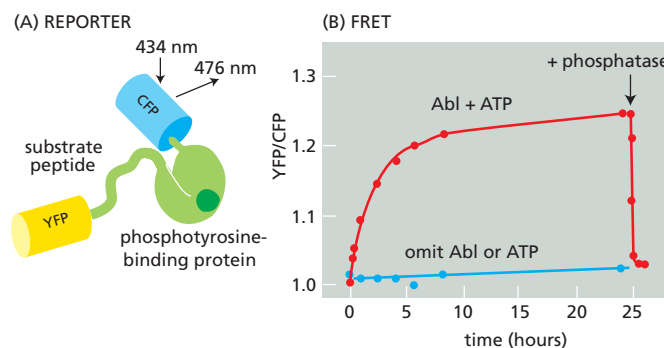 (A) REPORTER
434 nm
476 nm
CFP
substrate
peptide
YFP
phosphotyrosine-
binding protein
(B) FRET
+ phosphatase
1.3
Abl + ATP
1.2
YFP/CFP
1.1
omit Abl or ATP
1.0
0 5 10 15 20 25
time (hours)